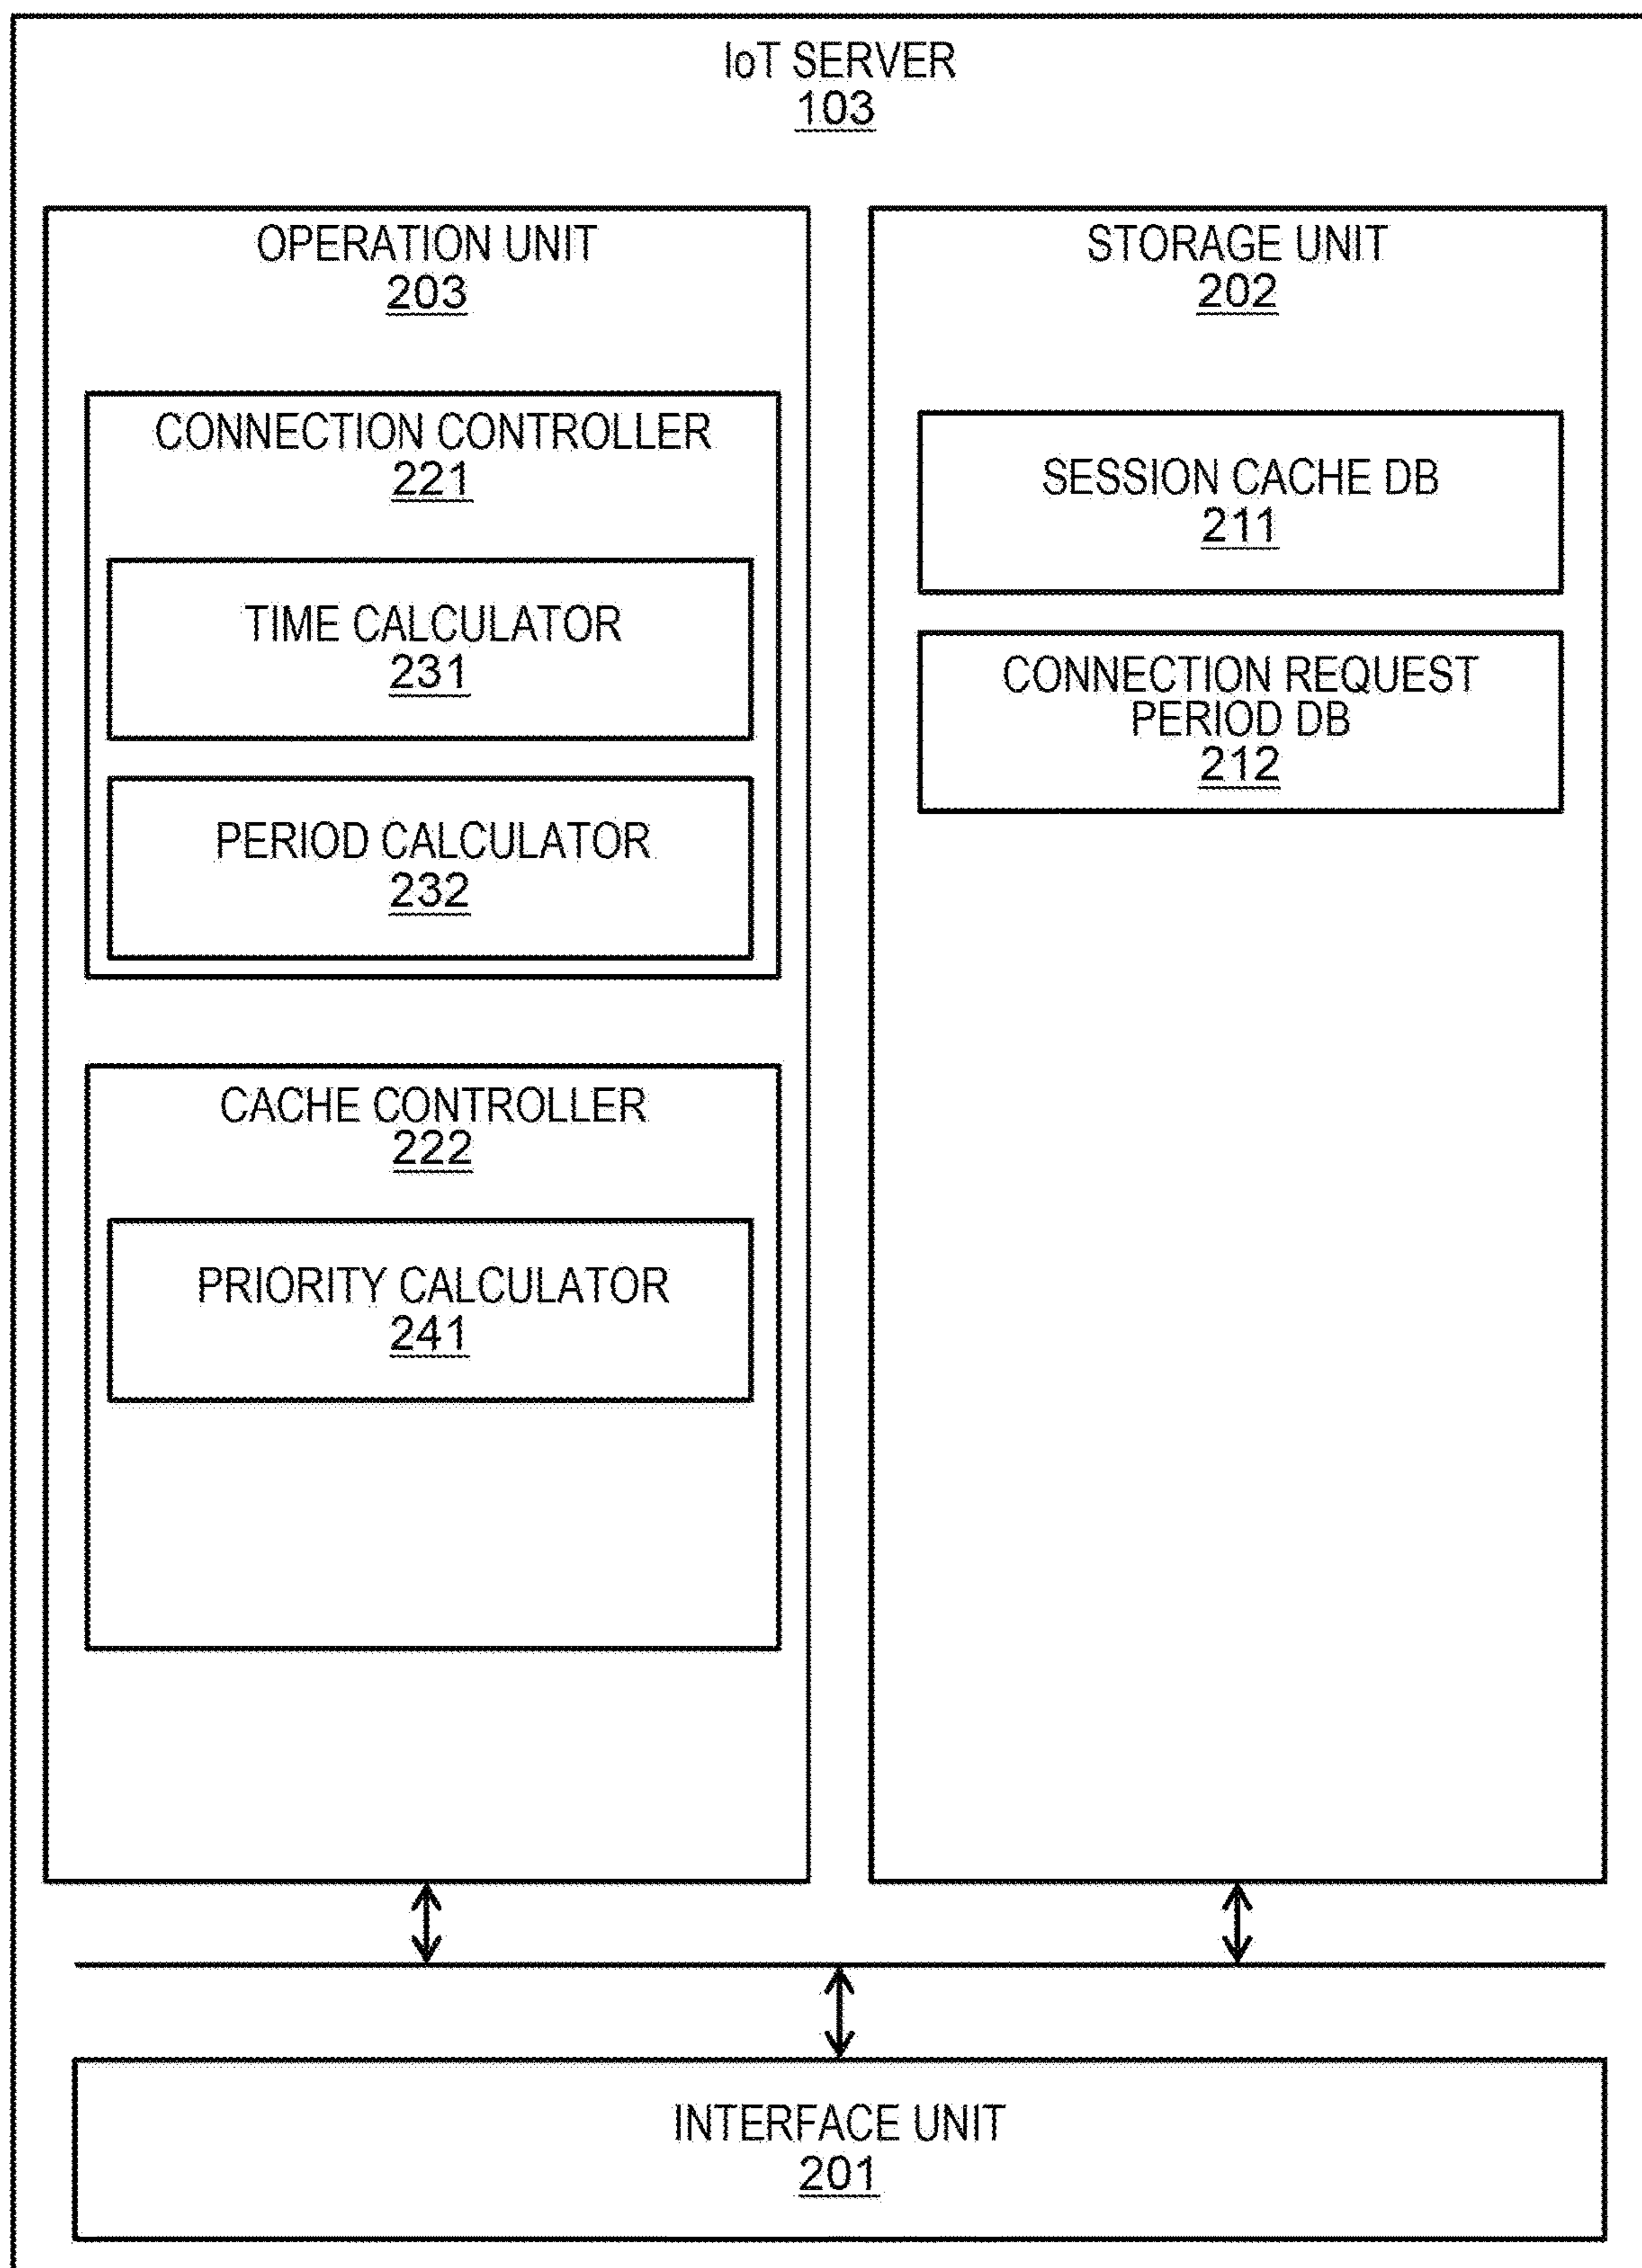 IoT SERVER
103
OPERATION UNIT
203
CONNECTION CONTROLLER
221
TIME CALCULATOR
231
PERIOD CALCULATOR
232
CACHE CONTROLLER
222
PRIORITY CALCULATOR
241
STORAGE UNIT
202
SESSION CACHE DB
211
CONNECTION REQUEST
PERIOD DB
212
INTERFACE UNIT
201